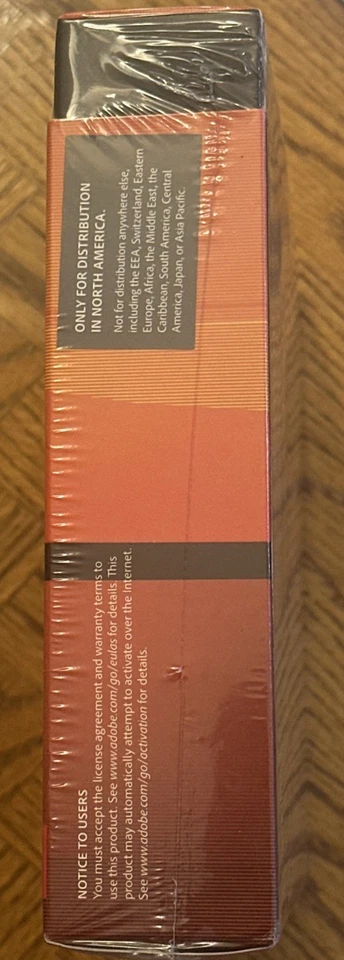 ONLY FOR DISTRIBUTION
IN NORTH AMERICA.
Not for distribution anywhere else,
including the EEA, Switzerland, Eastern
Europe, Africa, the Middle East, the
Caribbean, South America, Central
America, Japan, or Asia Pacific.
NOTICE TO USERS
You must accept the license agreement and warranty terms to
use this product. See www.adobe.com/go/eulas for details. This
product may automatically attempt to activate over the Internet.
See www.adobe.com/go/activation for details.